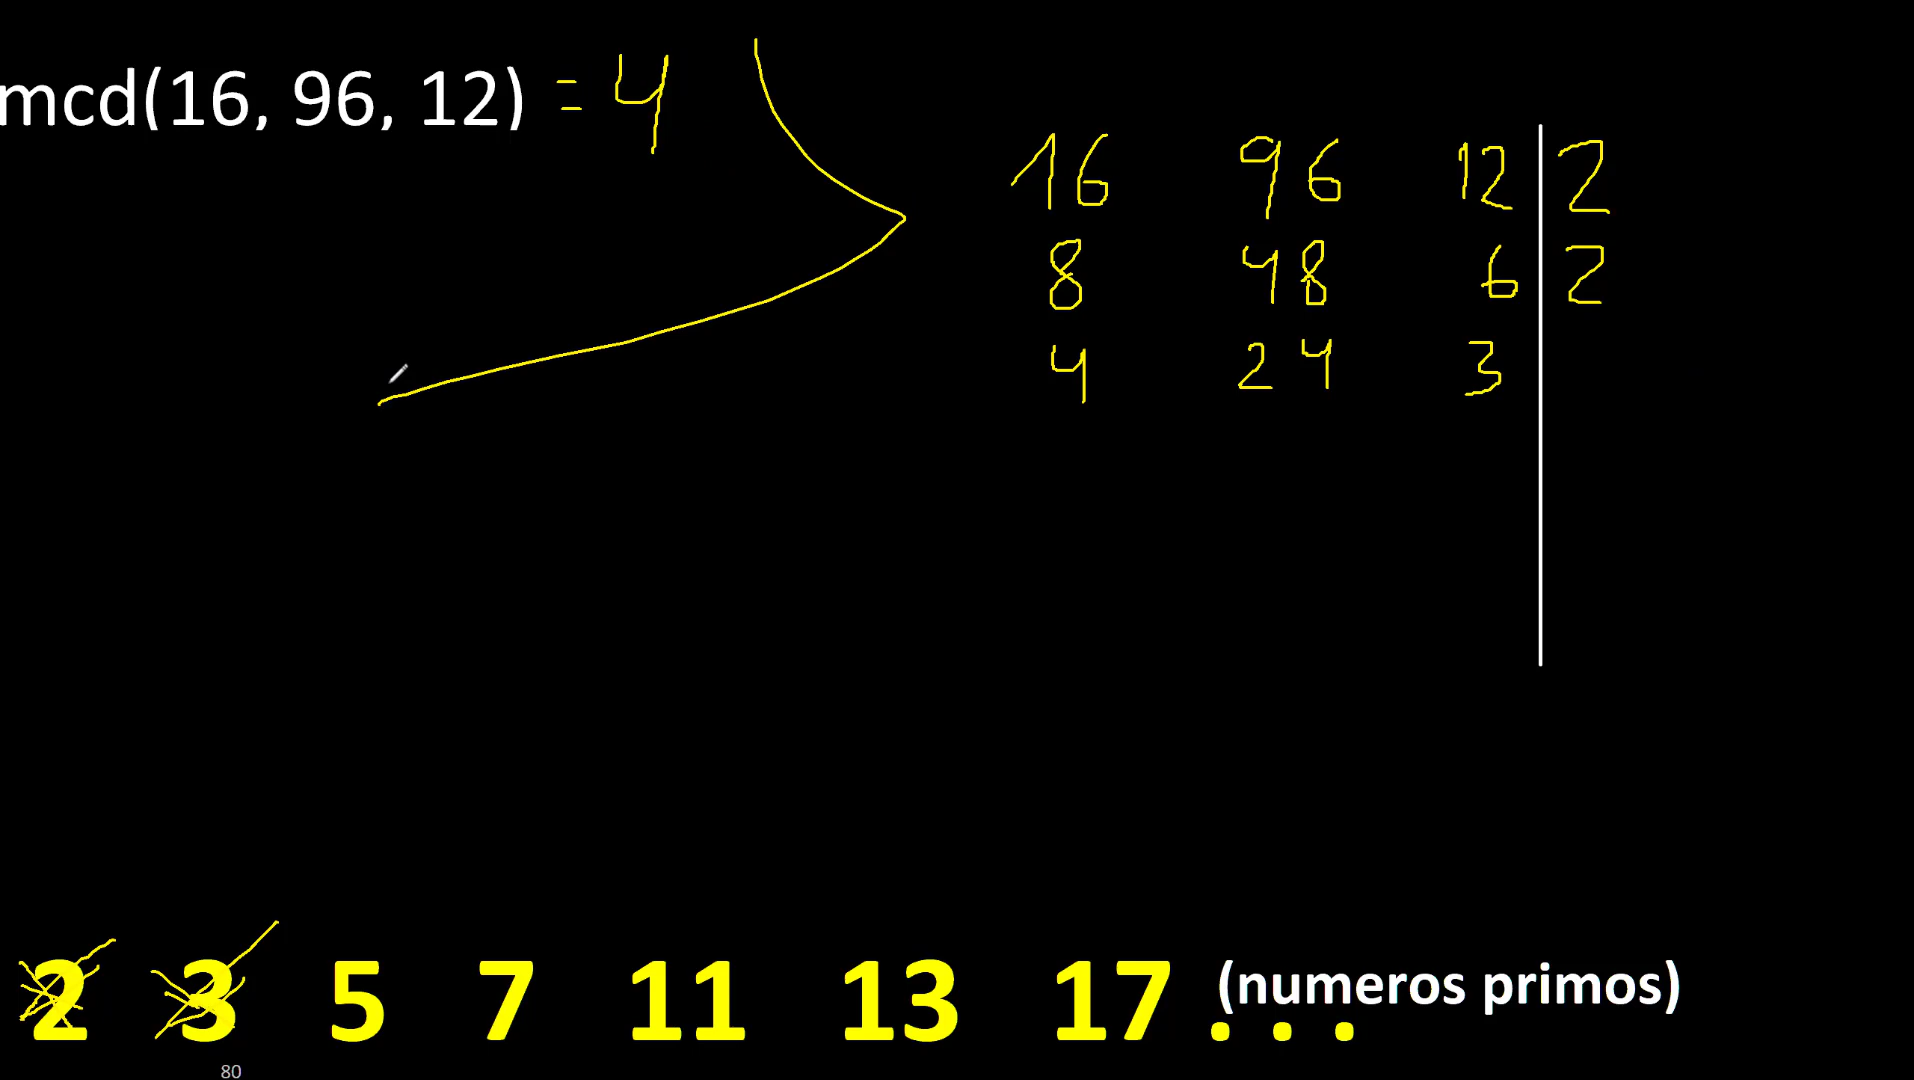 mcd(16, 96, 12) = 4
16 96 12 2
8 48 6 2
4 24 3
2 3 5 7 11 13 17 ... (numeros primos)
80